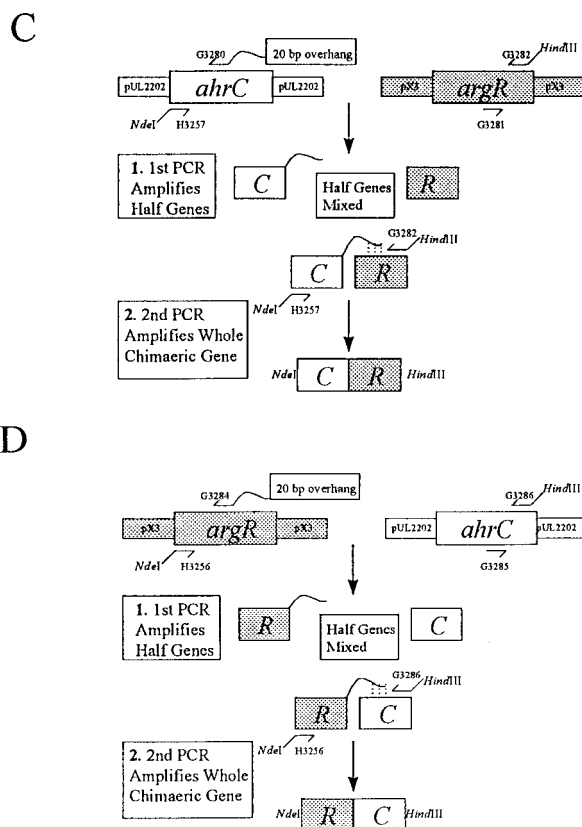 C
G3280
20 bp overhang
pUL2202
ahrC
pUL2202
NdeI
H3257
G3282
HindIII
pX3
argR
pX3
G3281
1. 1st PCR
Amplifies
Half Genes
C
Half Genes
Mixed
R
G3282
HindIII
C
R
NdeI
H3257
2. 2nd PCR
Amplifies Whole
Chimaeric Gene
NdeI
C
R
HindIII
D
G3284
20 bp overhang
pX3
argR
pX3
NdeI
H3256
G3286
HindIII
pUL2202
ahrC
pUL2202
G3285
1. 1st PCR
Amplifies
Half Genes
R
Half Genes
Mixed
C
G3286
HindIII
R
C
NdeI
H3256
2. 2nd PCR
Amplifies Whole
Chimaeric Gene
NdeI
R
C
HindIII